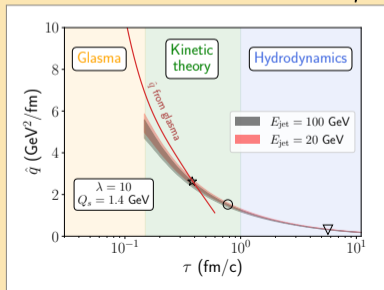 10
8
6
4
2
0
q̂ (GeV²/fm)
Glasma
Kinetic
theory
Hydrodynamics
q̂ from glasma
E_jet = 100 GeV
E_jet = 20 GeV
λ = 10
Q_s = 1.4 GeV
10⁻¹
10⁰
10¹
τ (fm/c)